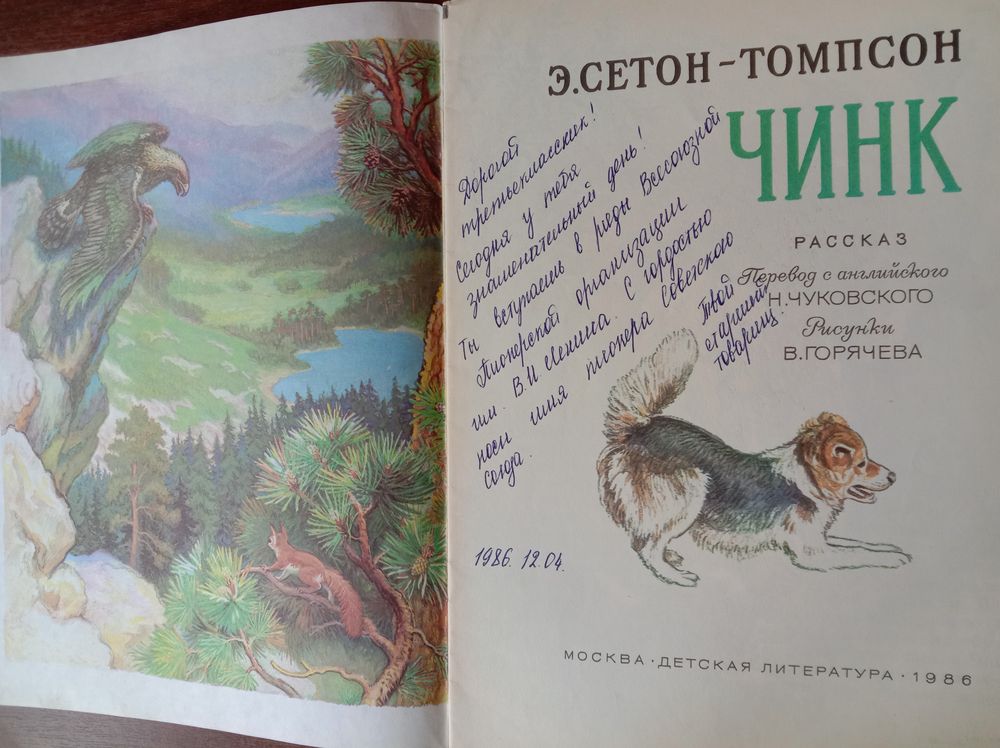 Э.СЕТОН-ТОМПСОН
ЧИНК
РАССКАЗ
Перевод с английского
Н.ЧУКОВСКОГО
Рисунки
В.ГОРЯЧЕВА
Дорогой
третьеклассник!
Сегодня у тебя
знаменательный день!
Ты вступаешь в ряды Всесоюзной
Пионерской организации
им. В.И Ленина. С гордостью
носи имя пионера Советского
Союза.
Твой
старший
товарищ.
1986. 12.04.
МОСКВА · ДЕТСКАЯ ЛИТЕРАТУРА · 1986